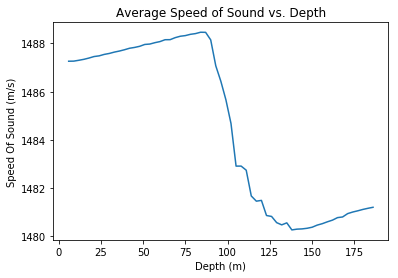 Average Speed of Sound vs. Depth
Speed Of Sound (m/s)
1488
1486
1484
1482
1480
0 25 50 75 100 125 150 175
Depth (m)